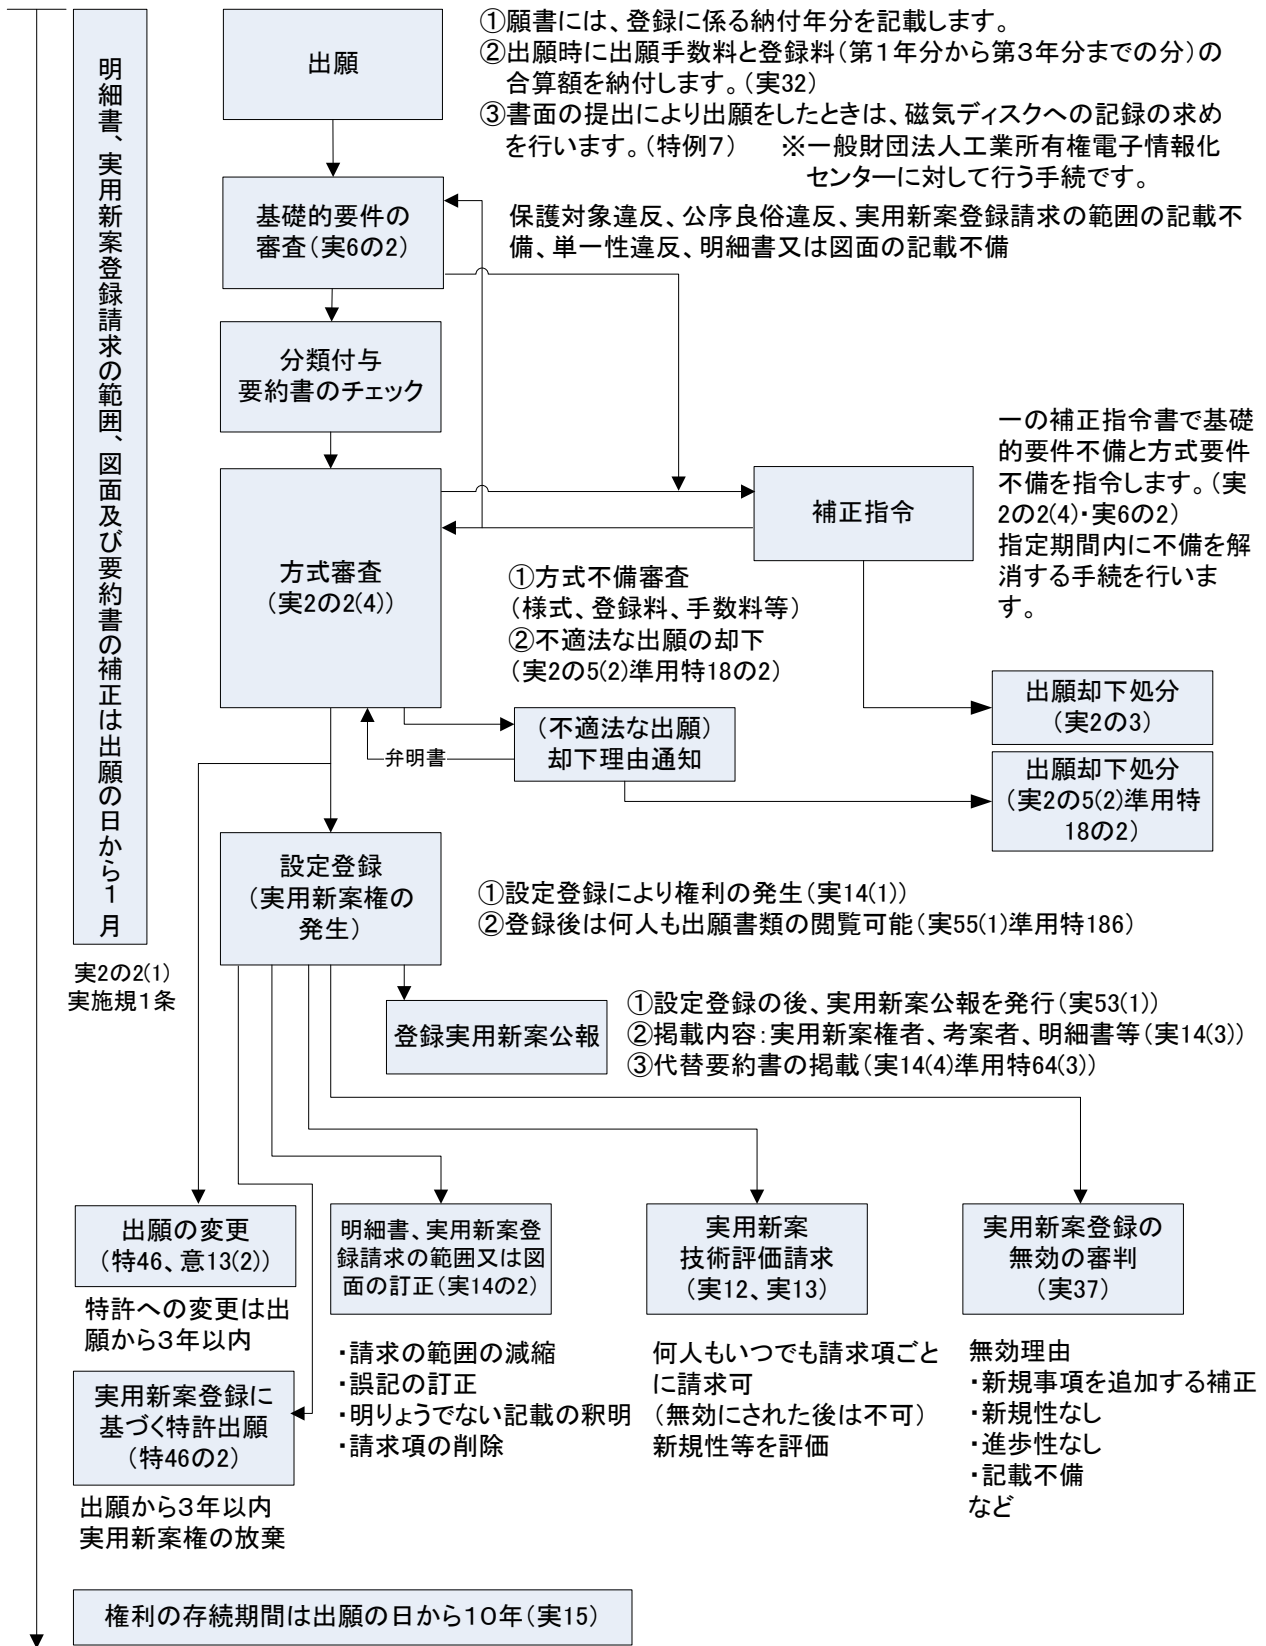 明細書、実用新案登録請求の範囲、図面及び要約書の補正は出願の日から1月
実2の2(1)
実施規1条
出願
①願書には、登録に係る納付年分を記載します。
②出願時に出願手数料と登録料(第1年分から第3年分までの分)の
合算額を納付します。(実32)
③書面の提出により出願をしたときは、磁気ディスクへの記録の求め
を行います。(特例7)　※一般財団法人工業所有権電子情報化
センターに対して行う手続です。
基礎的要件の
審査(実6の2)
保護対象違反、公序良俗違反、実用新案登録請求の範囲の記載不
備、単一性違反、明細書又は図面の記載不備
分類付与
要約書のチェック
方式審査
(実2の2(4))
①方式不備審査
(様式、登録料、手数料等)
②不適法な出願の却下
(実2の5(2)準用特18の2)
補正指令
一の補正指令書で基礎
的要件不備と方式要件
不備を指令します。(実
2の2(4)・実6の2)
指定期間内に不備を解
消する手続を行いま
す。
出願却下処分
(実2の3)
(不適法な出願)
却下理由通知
弁明書
出願却下処分
(実2の5(2)準用特
18の2)
設定登録
(実用新案権の
発生)
①設定登録により権利の発生(実14(1))
②登録後は何人も出願書類の閲覧可能(実55(1)準用特186)
登録実用新案公報
①設定登録の後、実用新案公報を発行(実53(1))
②掲載内容:実用新案権者、考案者、明細書等(実14(3))
③代替要約書の掲載(実14(4)準用特64(3))
出願の変更
(特46、意13(2))
特許への変更は出
願から3年以内
実用新案登録に
基づく特許出願
(特46の2)
出願から3年以内
実用新案権の放棄
明細書、実用新案登
録請求の範囲又は図
面の訂正(実14の2)
・請求の範囲の減縮
・誤記の訂正
・明りょうでない記載の釈明
・請求項の削除
実用新案
技術評価請求
(実12、実13)
何人もいつでも請求項ごと
に請求可
(無効にされた後は不可)
新規性等を評価
実用新案登録の
無効の審判
(実37)
無効理由
・新規事項を追加する補正
・新規性なし
・進歩性なし
・記載不備
など
権利の存続期間は出願の日から10年(実15)